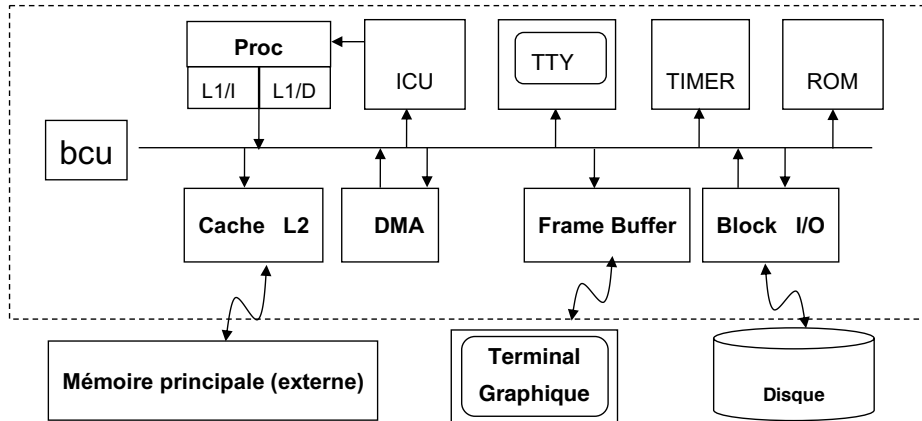 Proc
L1/I
L1/D
ICU
TTY
TIMER
ROM
bcu
Cache L2
DMA
Frame Buffer
Block I/O
Mémoire principale (externe)
Terminal
Graphique
Disque